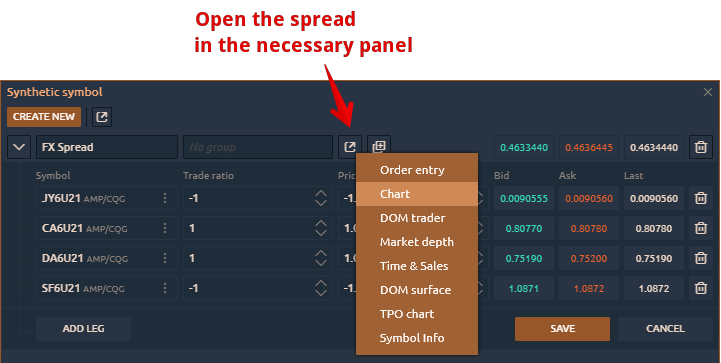 Open the spread
in the necessary panel
Synthetic symbol
CREATE NEW
FX Spread No group 0.4633440 0.4636445 0.4634440
Symbol Trade ratio Pric Bid Ask Last
JY6U21 AMP/CQG -1 -1. 0.0090555 0.0090560 0.0090560
CA6U21 AMP/CQG 1 1.0 0.80770 0.80780 0.80780
DA6U21 AMP/CQG 1 1.0 0.75190 0.75200 0.75190
SF6U21 AMP/CQG -1 -1. 1.0871 1.0872 1.0872
ADD LEG SAVE CANCEL
Order entry
Chart
DOM trader
Market depth
Time & Sales
DOM surface
TPO chart
Symbol Info